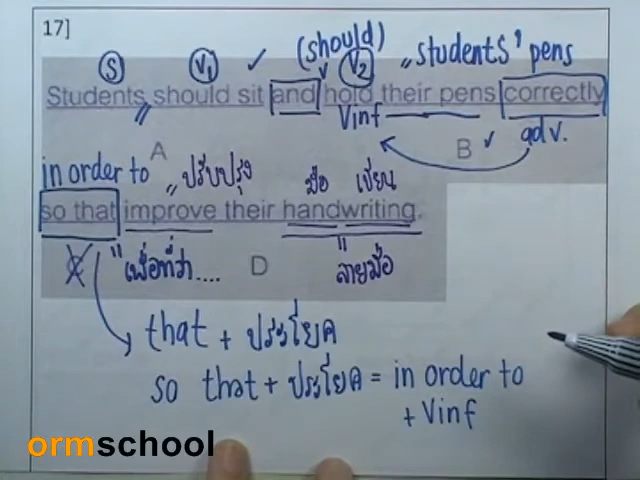 17]
(should)
S V1 ✓ V2 "students' pens
Students should sit and hold their pens correctly
Vinf adv.
A B ✓
in order to "ปรับปรุง มือ เขียน
so that improve their handwriting.
C "เพื่อที่ว่า.... D "ลายมือ
that + ประโยค
so that + ประโยค = in order to
+ Vinf
ormschool